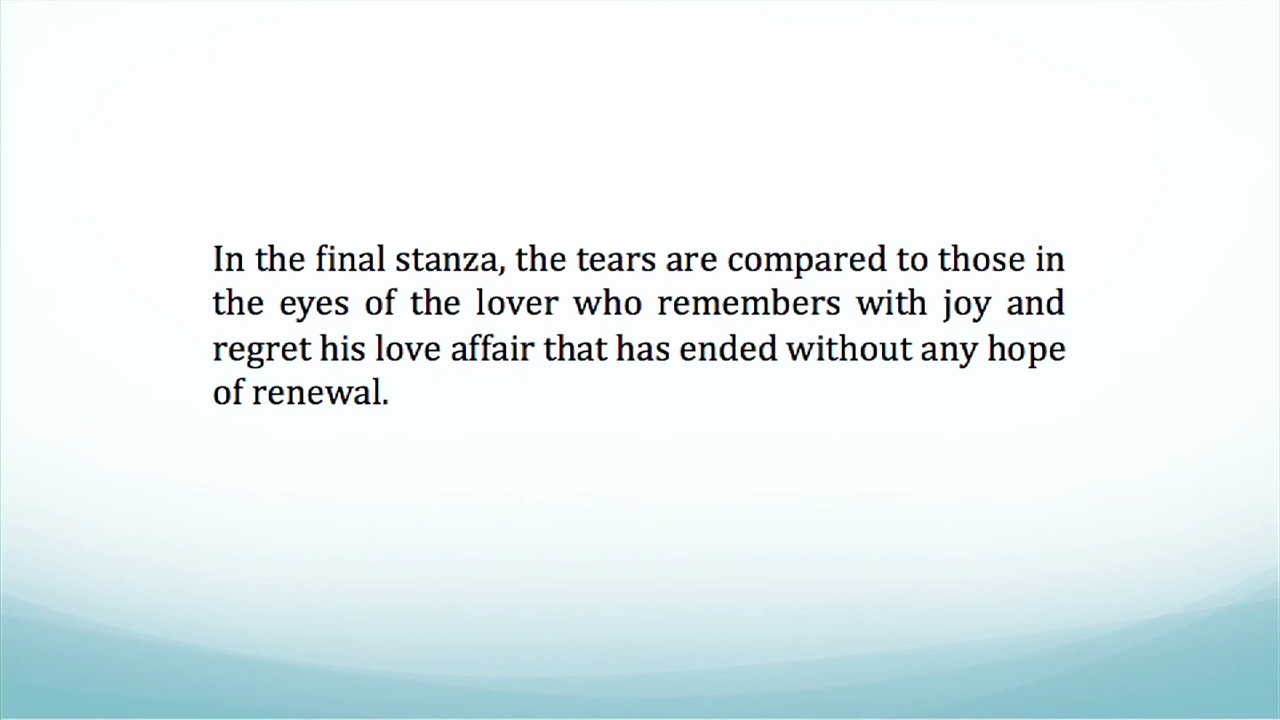 In the final stanza, the tears are compared to those in
the eyes of the lover who remembers with joy and
regret his love affair that has ended without any hope
of renewal.